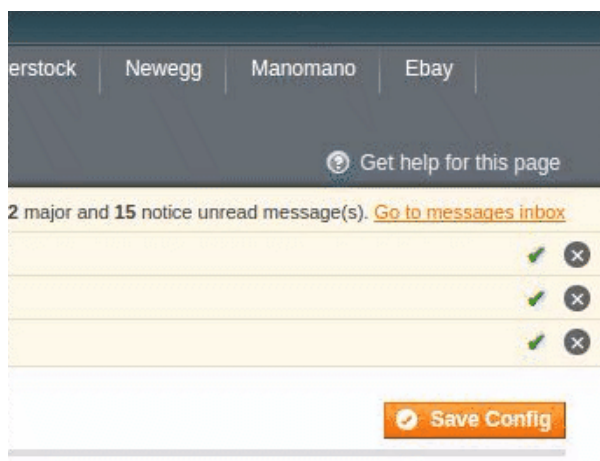 erstock Newegg Manomano Ebay
Get help for this page
2 major and 15 notice unread message(s). Go to messages inbox
Save Config